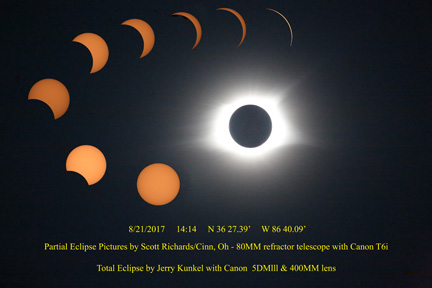 8/21/2017 14:14 N 36 27.39' W 86 40.09'
Partial Eclipse Pictures by Scott Richards/Cinn, Oh - 80MM refractor telescope with Canon T6i
Total Eclipse by Jerry Kunkel with Canon 5DMIll & 400MM lens